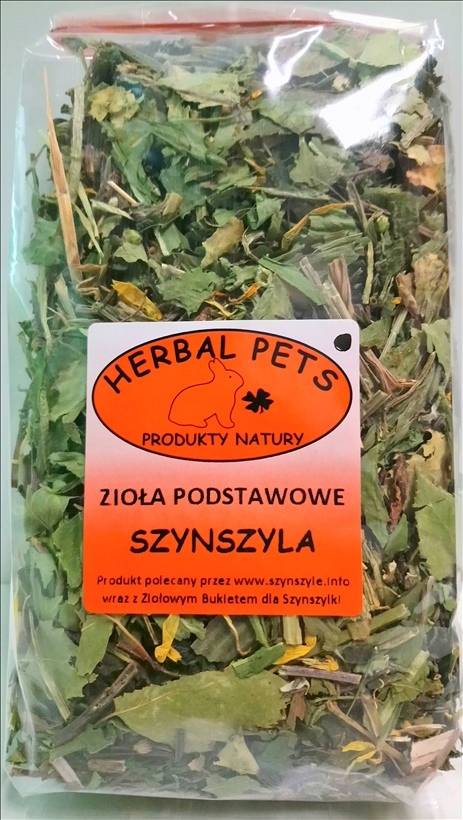 HERBAL PETS
PRODUKTY NATURY
ZIOŁA PODSTAWOWE
SZYNSZYLA
Produkt polecany przez www.szynszyle.info
wraz z Ziołowym Bukietem dla Szynszylki